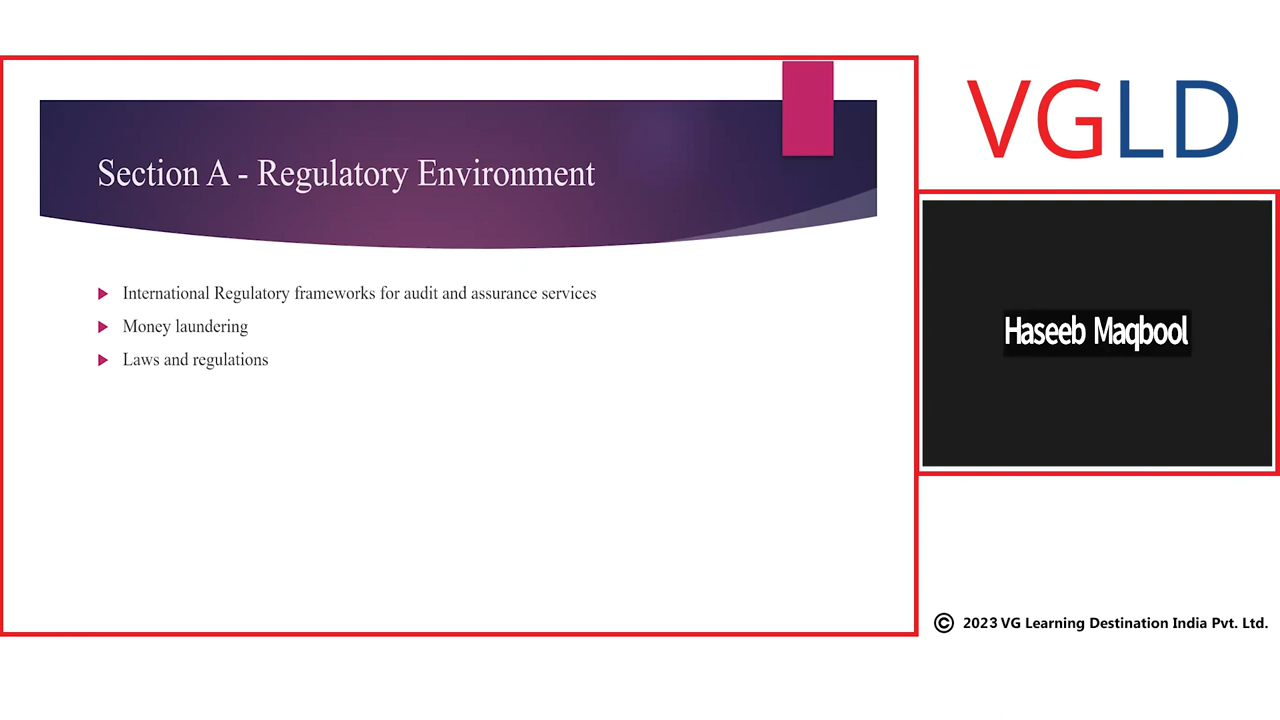 Section A - Regulatory Environment
International Regulatory frameworks for audit and assurance services
Money laundering
Laws and regulations
VGLD
Haseeb Maqbool
© 2023 VG Learning Destination India Pvt. Ltd.